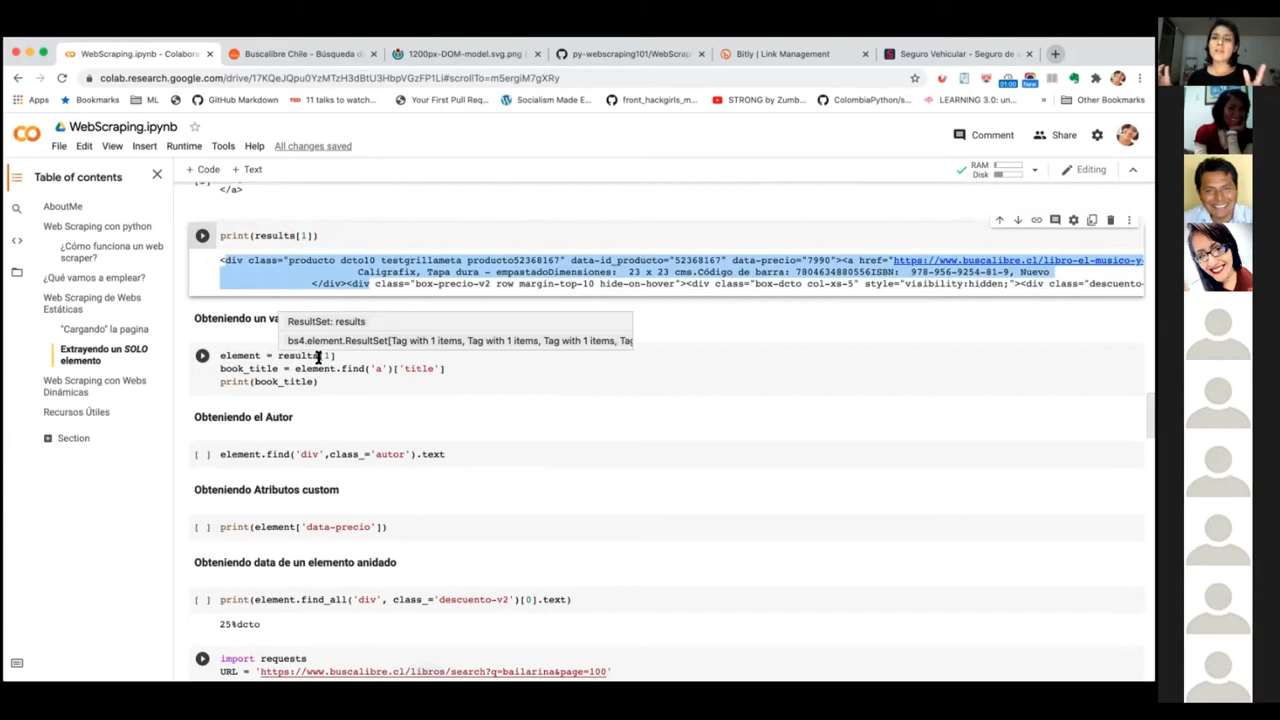 WebScraping.ipynb - Colabora
Buscalibre Chile - Búsqueda d
1200px-DOM-model.svg.png
py-webscraping101/WebScrap
Bitly | Link Management
Seguro Vehicular - Seguro de
colab.research.google.com/drive/17KQeJQpu0YzMTzH3dBtU3HbpVGzFP1Li#scrollTo=m5ergiM7gXRy
01:00
New
Apps
Bookmarks
ML
GitHub Markdown
TED
11 talks to watch...
Your First Pull Req...
Socialism Made E...
front_hackgirls_m...
STRONG by Zumb...
ColombiaPython/s...
LEARNING 3.0: un...
»
Other Bookmarks
WebScraping.ipynb
Comment
Share
File Edit View Insert Runtime Tools Help All changes saved
+ Code + Text
RAM
Disk
Editing
Table of contents
AboutMe
Web Scraping con python
¿Cómo funciona un web
scraper?
¿Qué vamos a emplear?
Web Scraping de Webs
Estáticas
"Cargando" la pagina
Extrayendo un SOLO
elemento
Web Scraping con Webs
Dinámicas
Recursos Útiles
Section
</a>
print(results[1])
<div class="producto dcto10 testgrillameta producto52368167" data-id_producto="52368167" data-precio="7990"><a href="https://www.buscalibre.cl/libro-el-musico-y-
Caligrafix, Tapa dura - empastadoDimensiones: 23 x 23 cms.Código de barra: 7804634880556ISBN: 978-956-9254-81-9, Nuevo
</div><div class="box-precio-v2 row margin-top-10 hide-on-hover"><div class="box-dcto col-xs-5" style="visibility:hidden;"><div class="descuento-
Obteniendo un va
ResultSet: results
bs4.element.ResultSet[Tag with 1 items, Tag with 1 items, Tag with 1 items, Tag
element = results[1]
book_title = element.find('a')['title']
print(book_title)
Obteniendo el Autor
[ ] element.find('div',class_='autor').text
Obteniendo Atributos custom
[ ] print(element['data-precio'])
Obteniendo data de un elemento anidado
[ ] print(element.find_all('div', class_='descuento-v2')[0].text)
25%dcto
import requests
URL = 'https://www.buscalibre.cl/libros/search?q=bailarina&page=100'